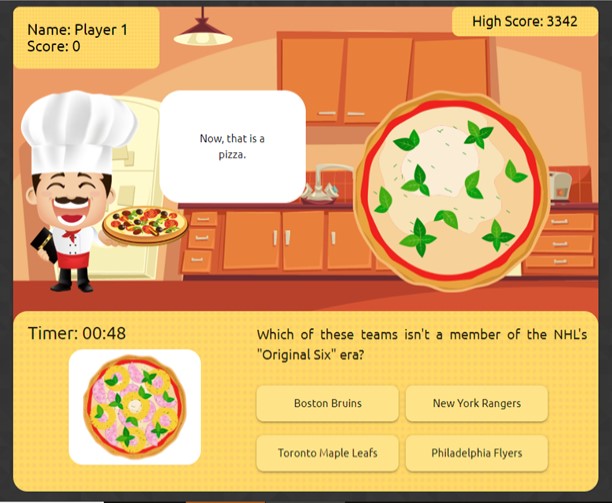 Name: Player 1
Score: 0
High Score: 3342
Now, that is a
pizza.
Timer: 00:48
Which of these teams isn't a member of the NHL's
"Original Six" era?
Boston Bruins
New York Rangers
Toronto Maple Leafs
Philadelphia Flyers